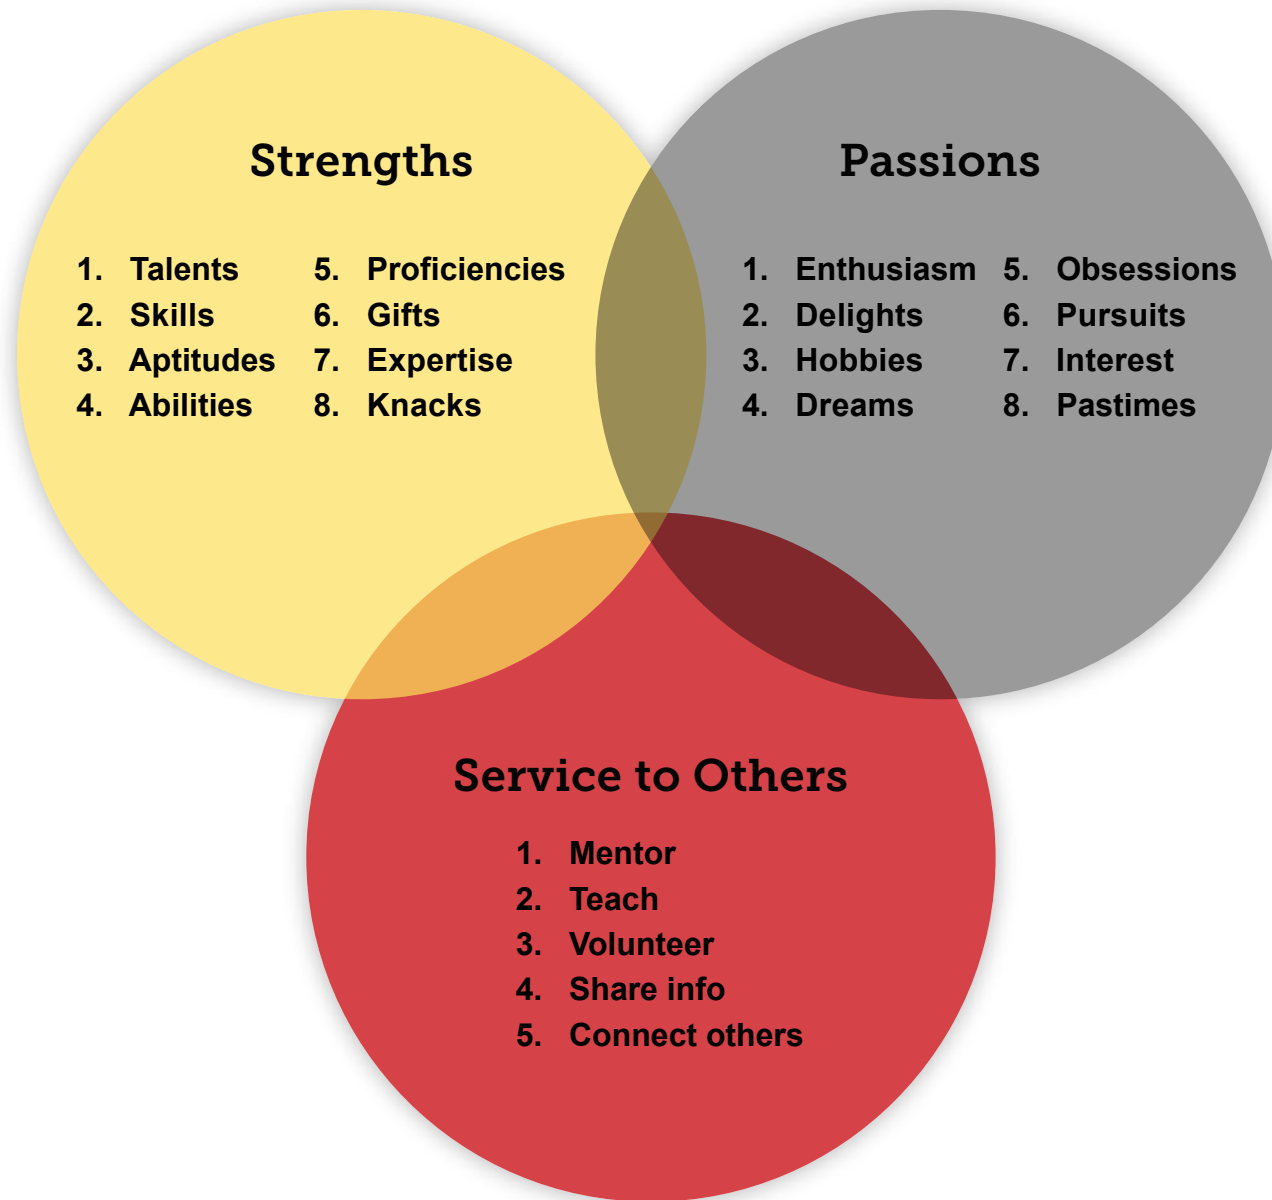 Strengths
1. Talents
2. Skills
3. Aptitudes
4. Abilities
5. Proficiencies
6. Gifts
7. Expertise
8. Knacks
Passions
1. Enthusiasm
2. Delights
3. Hobbies
4. Dreams
5. Obsessions
6. Pursuits
7. Interest
8. Pastimes
Service to Others
1. Mentor
2. Teach
3. Volunteer
4. Share info
5. Connect others